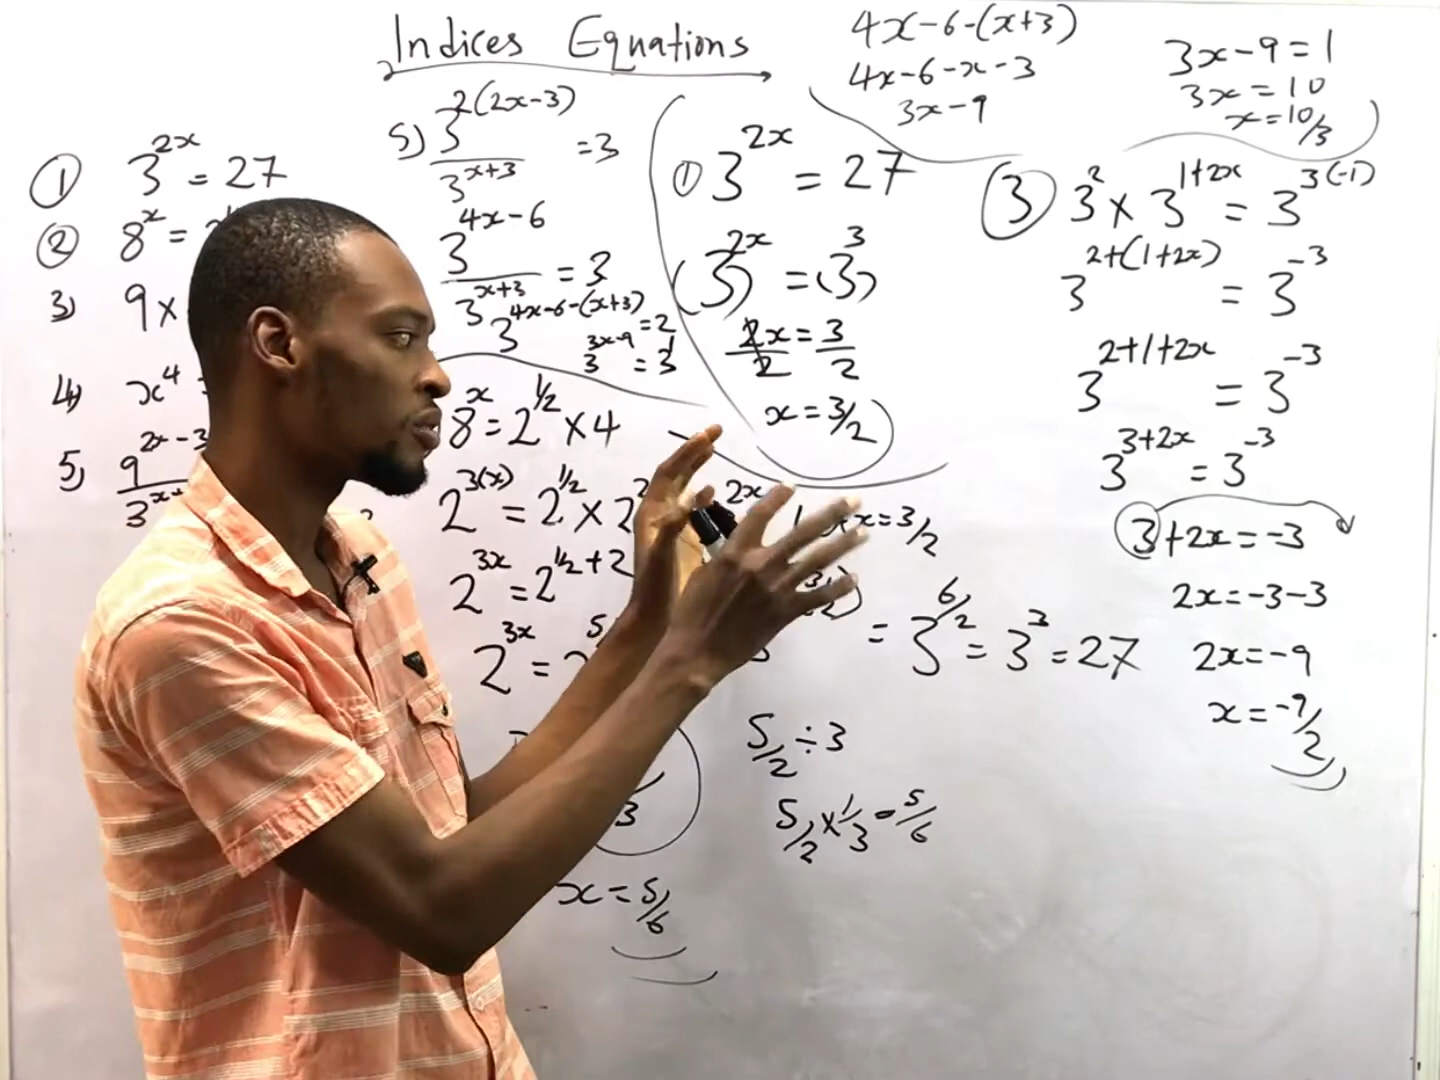 Indices Equations
① 3^2x = 27
② 8^x =
3) 9 ×
4) x^4
5) 9^2x-3
3^x+
5) 3^2(2x-3) / 3^x+3 = 3
3^4x-6 / 3^x+3 = 3
3^4x-6-(x+3) = 2
3^3x-9 = 3^1
8^x = 2^1/2 × 4
2^3(x) = 2^1/2 × 2^2
2^3x = 2^1/2+2
2^3x = 2^5
3
x = 5/6
① 3^2x = 27
(3)^2x = (3)^3
2x/2 = 3/2
x = 3/2
2x
x = 3/2
= 3^6/2 = 3^3 = 27
5/2 ÷ 3
5/2 × 1/3 = 5/6
4x-6-(x+3)
4x-6-x-3
3x-9
3x-9 = 1
3x = 10
x = 10/3
③ 3^2 × 3^1+2x = 3^3(-1)
3^2+(1+2x) = 3^-3
3^2+1+2x = 3^-3
3^3+2x = 3^-3
3+2x = -3
2x = -3-3
2x = -9
x = -9/2